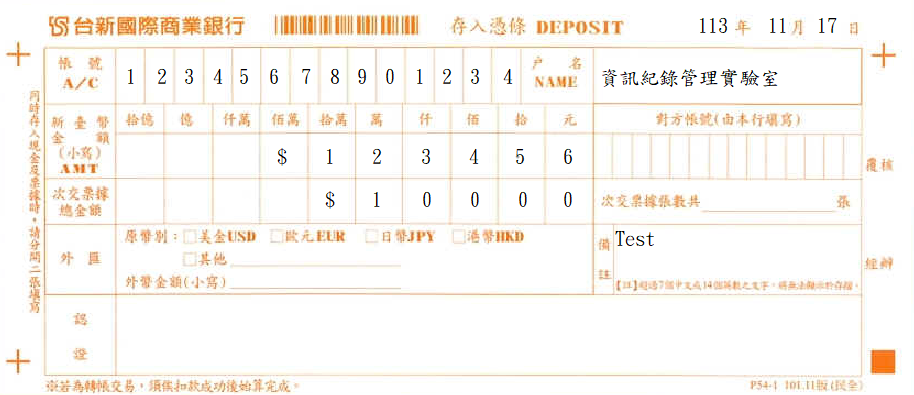 台新國際商業銀行 存入憑條 DEPOSIT 113 年 11 月 17 日
帳號 A/C 1 2 3 4 5 6 7 8 9 0 1 2 3 4 戶名 NAME 資訊紀錄管理實驗室
新臺幣金額(小寫) AMT 拾億 億 仟萬 佰萬 拾萬 萬 仟 佰 拾 元 對方帳號(由本行填寫)
$ 1 2 3 4 5 6
覆核
次交票據總金額 $ 1 0 0 0 0 次交票據張數共 張
外匯 原幣別：□美金USD □歐元EUR □日幣JPY □港幣HKD
□其他
外幣金額(小寫)
備註 Test
【註】超過7個中文或14個英數之文字，將無法顯示於存摺。
經辦
認證
同時存入現金及票據時，請分開二張填寫
※若為轉帳交易，須俟扣款成功後始算完成。
P54-1 101.11版(民全)